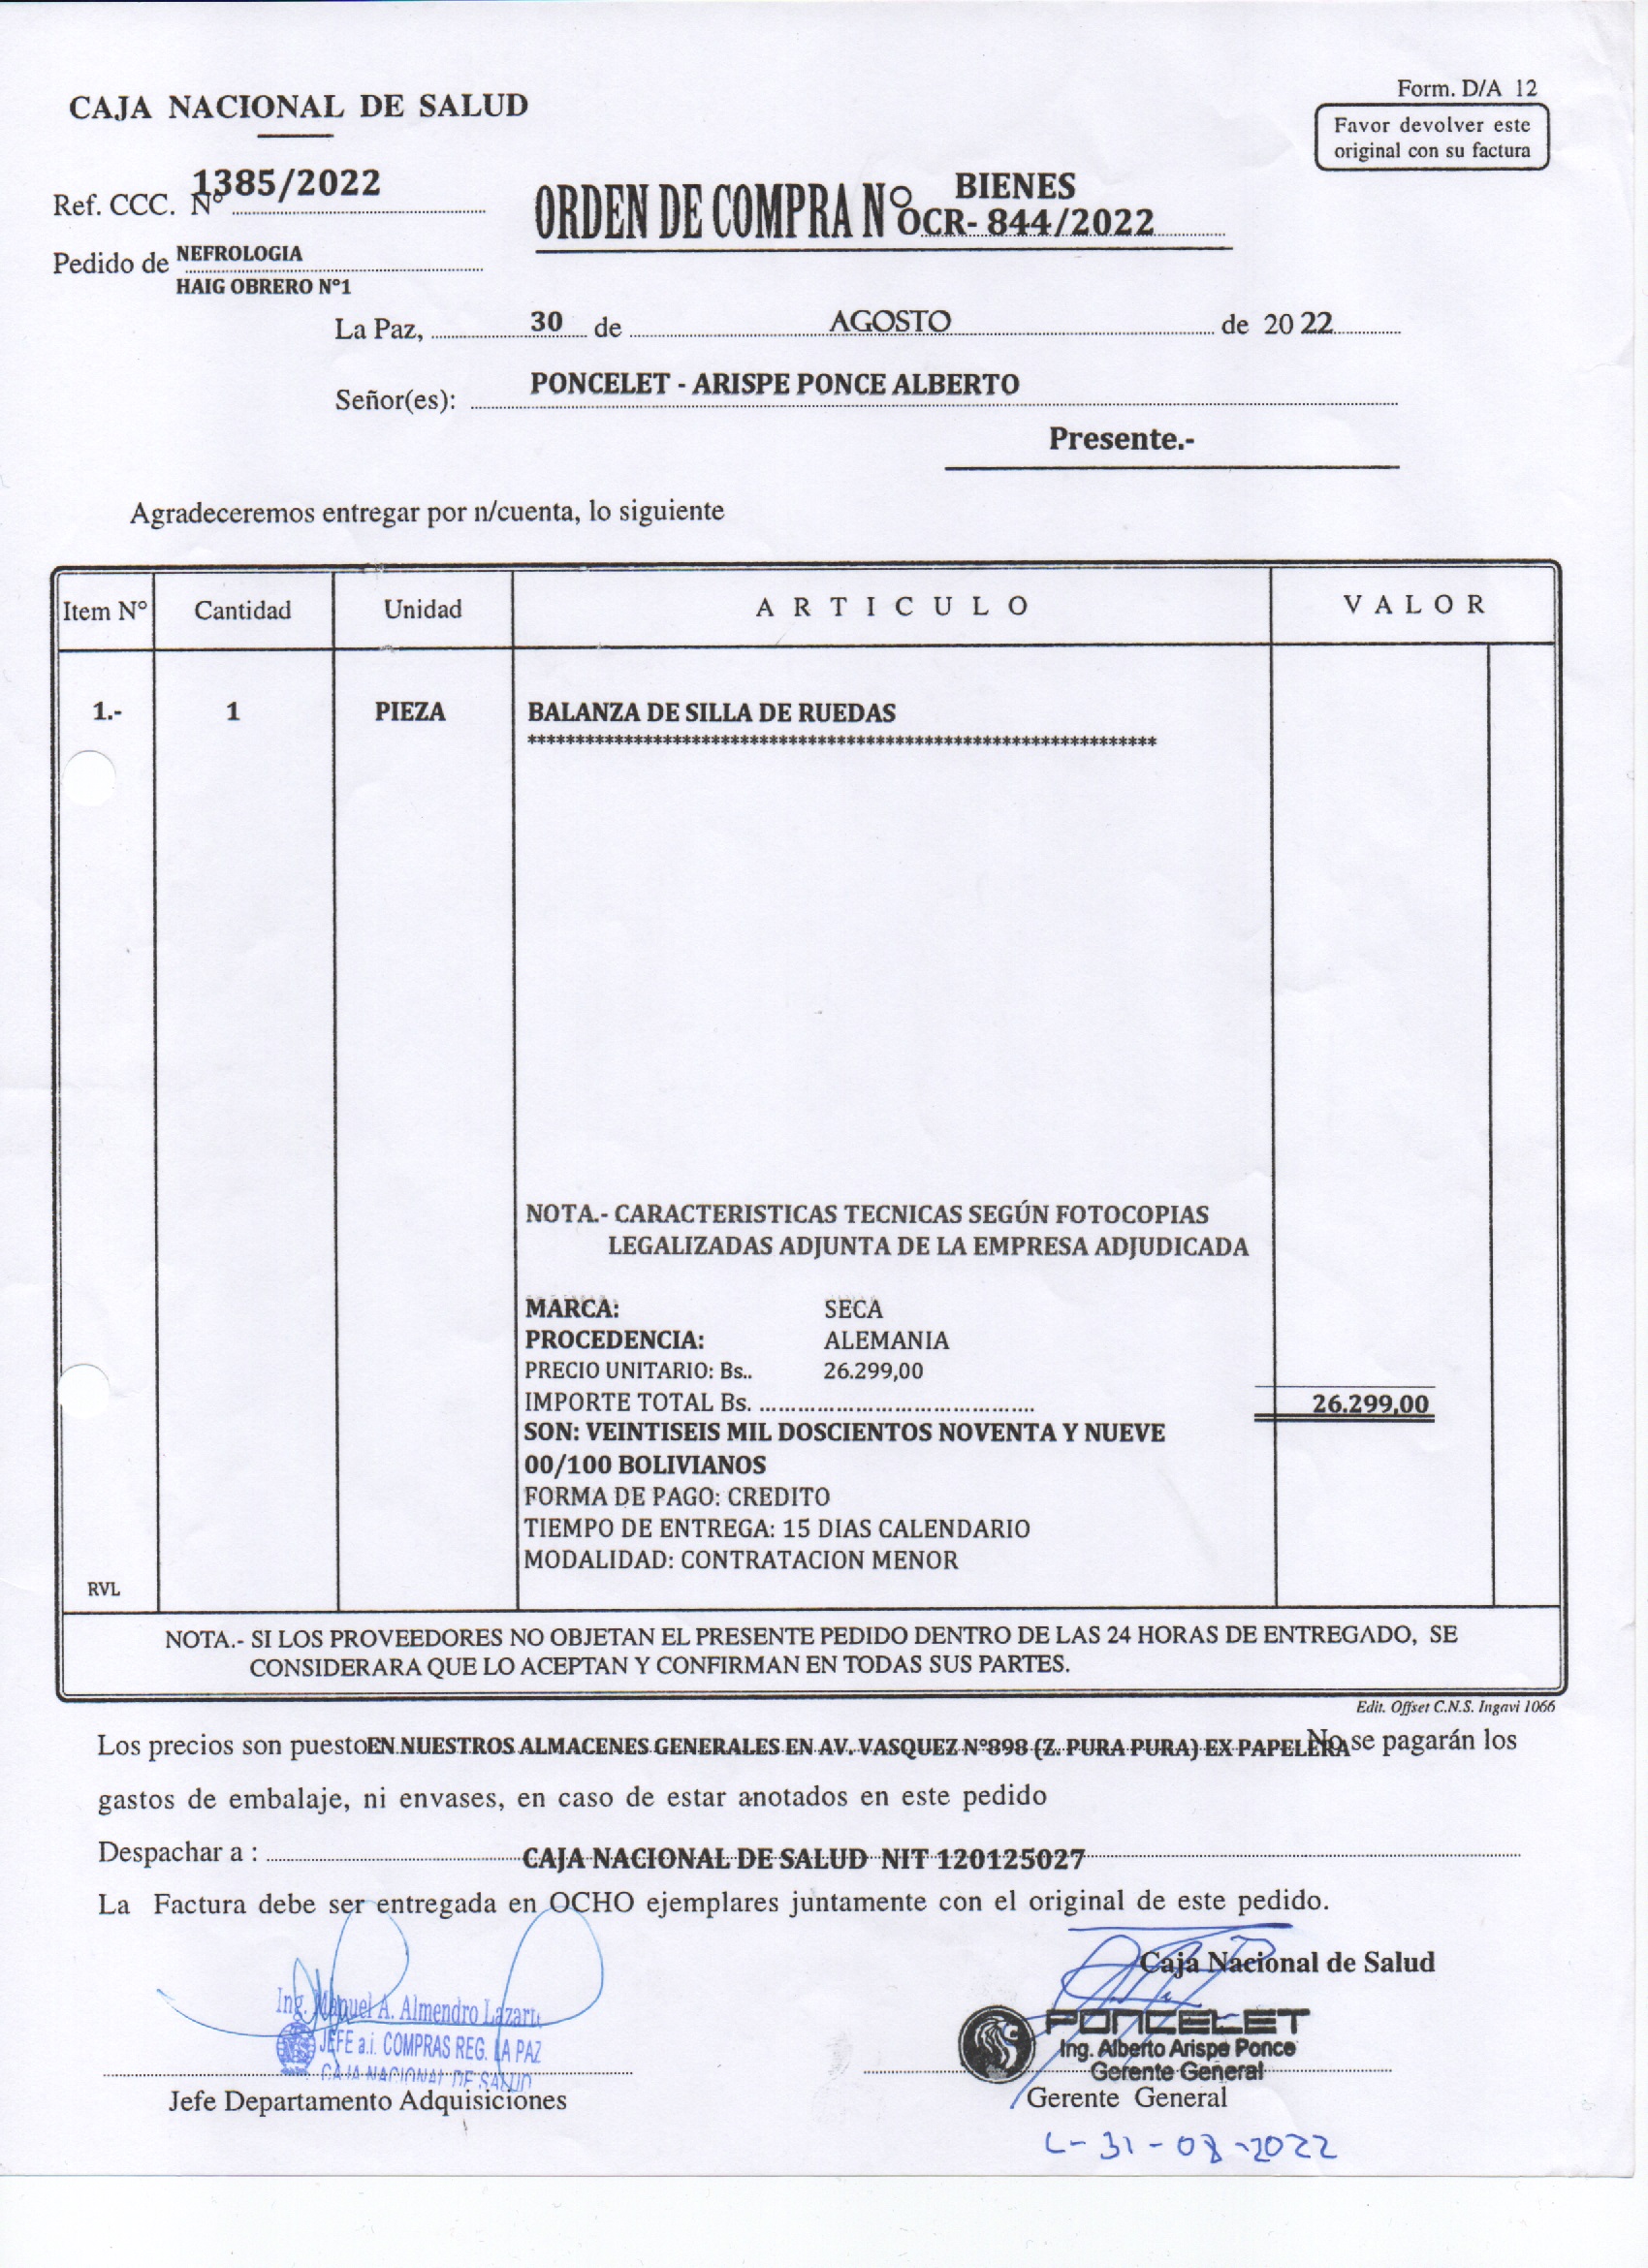 Form. D/A 12
CAJA NACIONAL DE SALUD
Favor devolver este
original con su factura
Ref. CCC. N° 1385/2022
ORDEN DE COMPRA N° BIENES
OCR- 844/2022
Pedido de NEFROLOGIA
HAIG OBRERO N°1
La Paz, 30 de AGOSTO de 2022
Señor(es): PONCELET - ARISPE PONCE ALBERTO
Presente.-
Agradeceremos entregar por n/cuenta, lo siguiente
Item N° Cantidad Unidad ARTICULO VALOR
1.- 1 PIEZA BALANZA DE SILLA DE RUEDAS
******************************************************************
NOTA.- CARACTERISTICAS TECNICAS SEGÚN FOTOCOPIAS
LEGALIZADAS ADJUNTA DE LA EMPRESA ADJUDICADA
MARCA: SECA
PROCEDENCIA: ALEMANIA
PRECIO UNITARIO: Bs.. 26.299,00
IMPORTE TOTAL Bs. ............................................ 26.299,00
SON: VEINTISEIS MIL DOSCIENTOS NOVENTA Y NUEVE
00/100 BOLIVIANOS
FORMA DE PAGO: CREDITO
TIEMPO DE ENTREGA: 15 DIAS CALENDARIO
MODALIDAD: CONTRATACION MENOR
RVL
NOTA.- SI LOS PROVEEDORES NO OBJETAN EL PRESENTE PEDIDO DENTRO DE LAS 24 HORAS DE ENTREGADO, SE
CONSIDERARA QUE LO ACEPTAN Y CONFIRMAN EN TODAS SUS PARTES.
Edit. Offset C.N.S. Ingavi 1066
Los precios son puesto EN NUESTROS ALMACENES GENERALES EN AV. VASQUEZ N°898 (Z. PURA PURA) EX PAPELERA No se pagarán los
gastos de embalaje, ni envases, en caso de estar anotados en este pedido
Despachar a : CAJA NACIONAL DE SALUD NIT 120125027
La Factura debe ser entregada en OCHO ejemplares juntamente con el original de este pedido.
Caja Nacional de Salud
Ing. Manuel A. Almendro Lazarte
JEFE a.i. COMPRAS REG. LA PAZ
CAJA NACIONAL DE SALUD
PONCELET
Ing. Alberto Arispe Ponce
Gerente General
Jefe Departamento Adquisiciones
Gerente General
L-31-08-2022